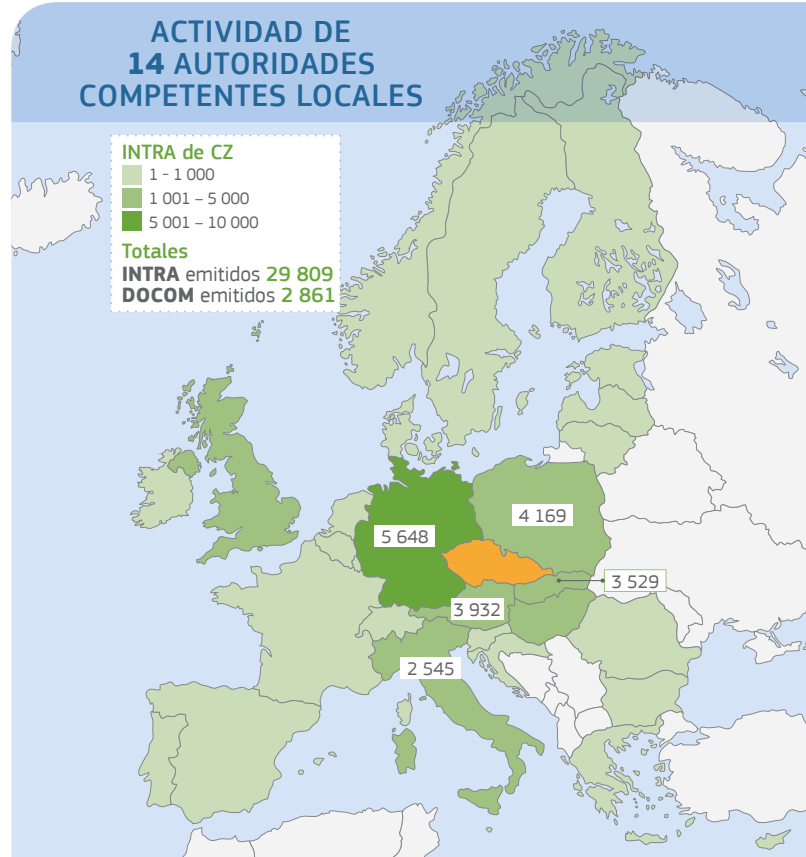 ACTIVIDAD DE
14 AUTORIDADES
COMPETENTES LOCALES
INTRA de CZ
1 - 1 000
1 001 – 5 000
5 001 – 10 000
Totales
INTRA emitidos 29 809
DOCOM emitidos 2 861
4 169
5 648
3 529
3 932
2 545